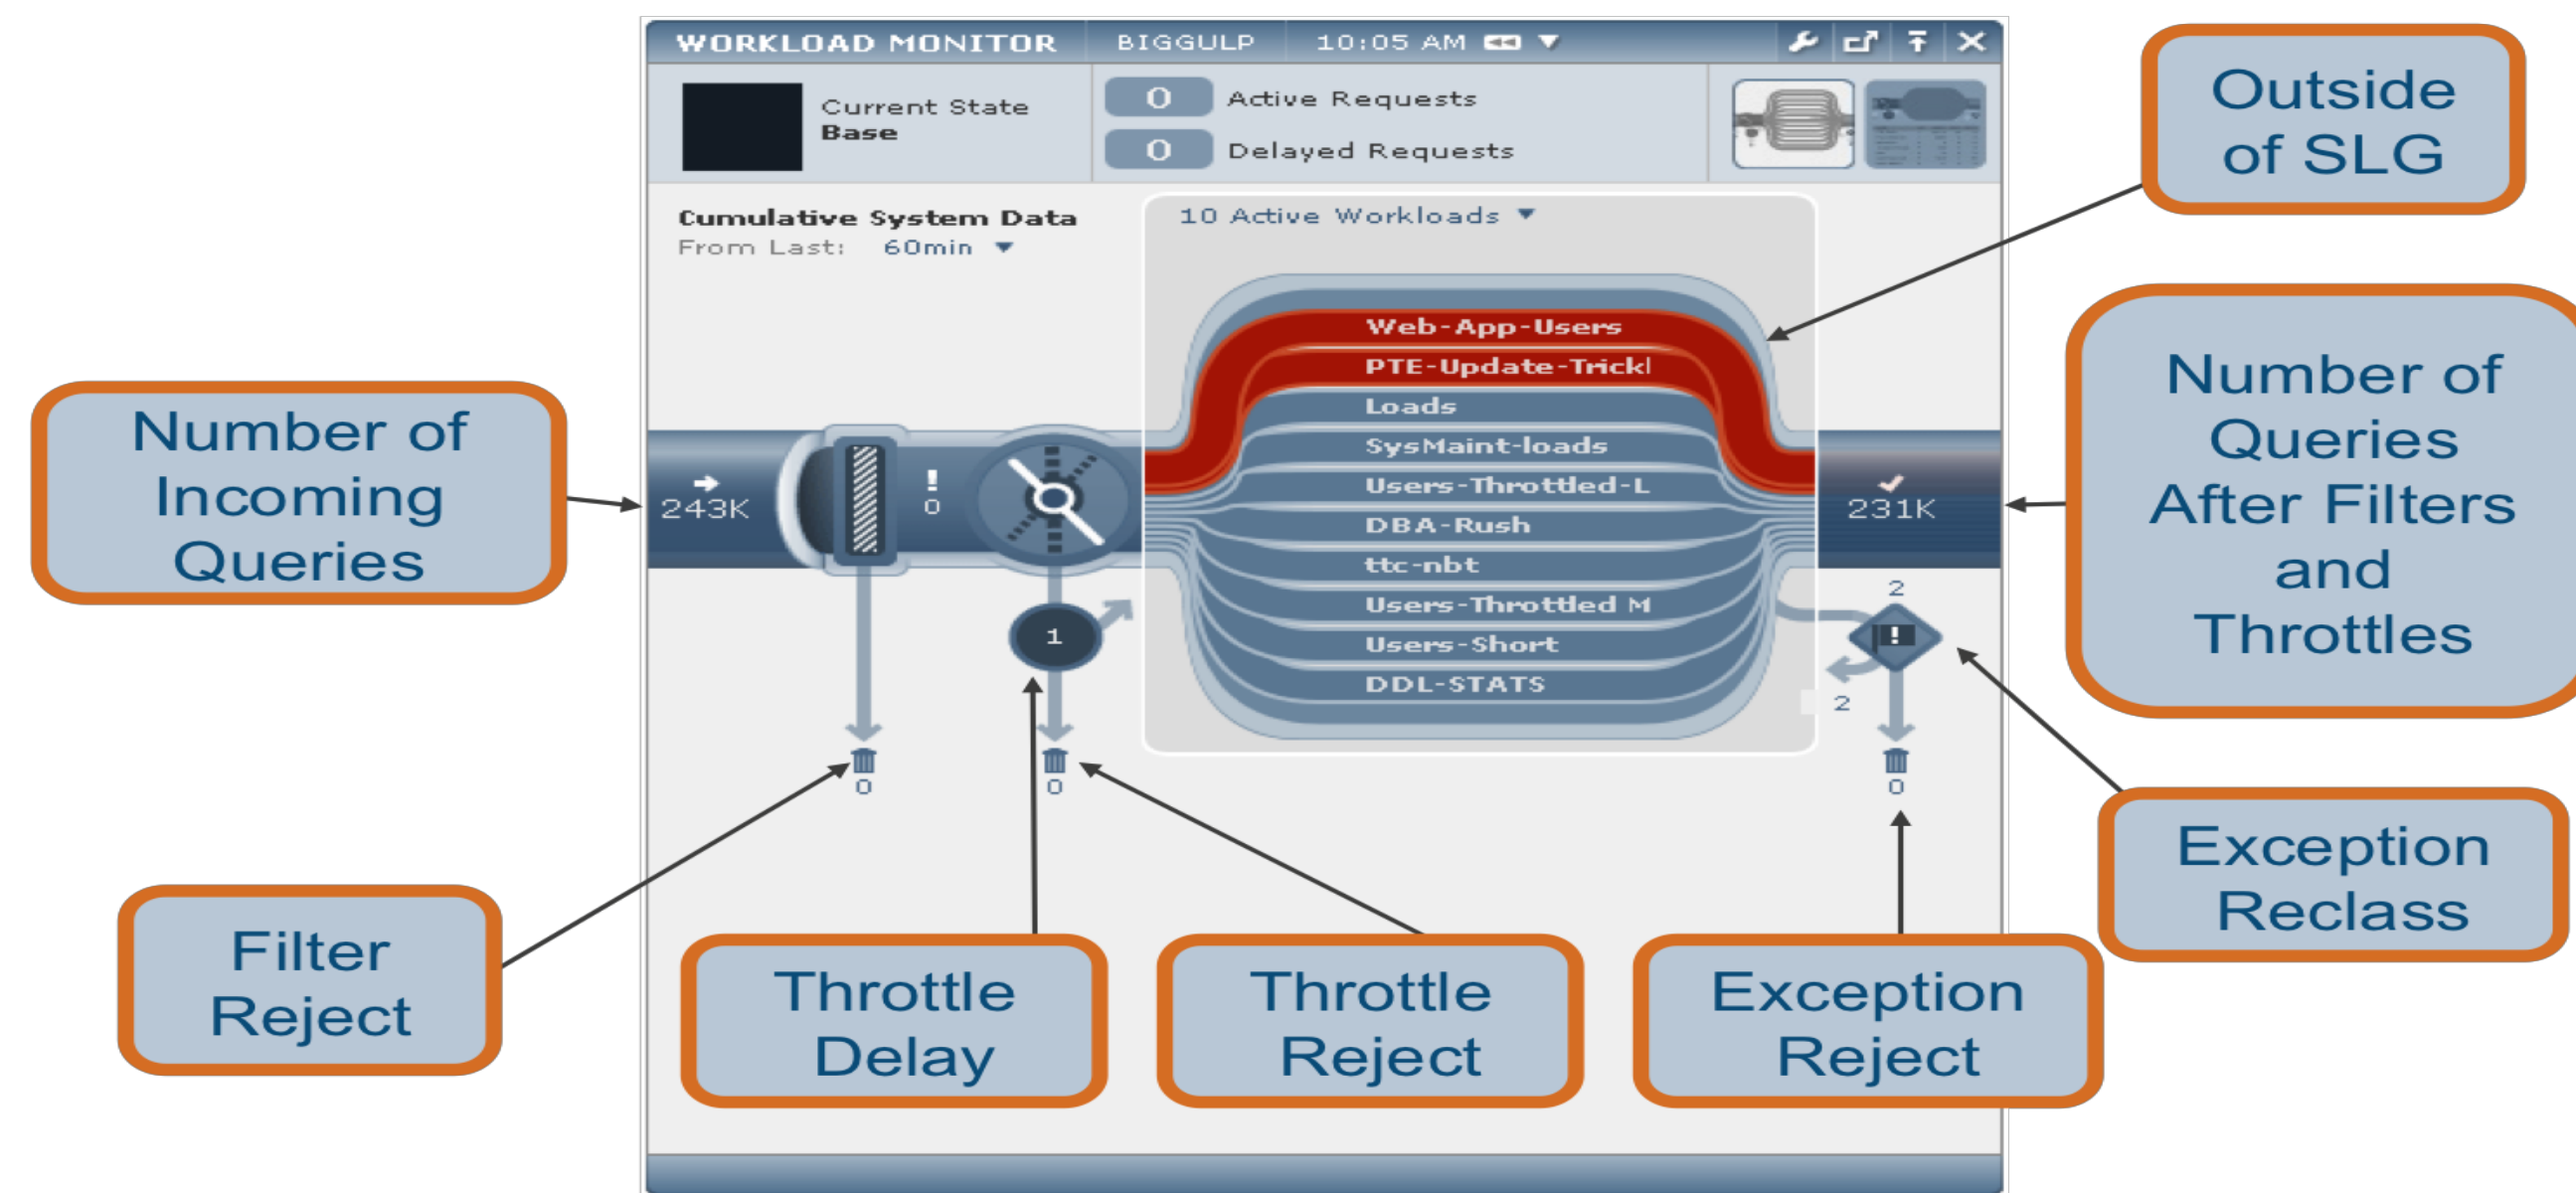 WORKLOAD MONITOR BIGGULP 10:05 AM
Current State
Base
0 Active Requests
0 Delayed Requests
Cumulative System Data
From Last: 60min
10 Active Workloads
Web-App-Users
PTE-Update-Trickl
Loads
SysMaint-loads
Users-Throttled-L
DBA-Rush
ttc-nbt
Users-Throttled M
Users-Short
DDL-STATS
243K
!
0
1
0
0
231K
2
!
2
0
Outside
of SLG
Number of
Incoming
Queries
Number of
Queries
After Filters
and
Throttles
Exception
Reclass
Filter
Reject
Throttle
Delay
Throttle
Reject
Exception
Reject